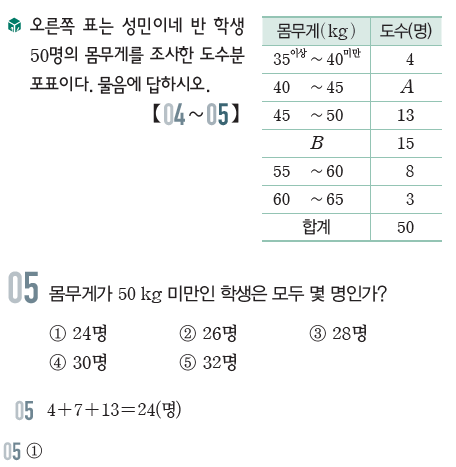 오른쪽 표는 성민이네 반 학생
50명의 몸무게를 조사한 도수분
포표이다. 물음에 답하시오.
【04~05】
몸무게(kg) 도수(명)
35이상 ~ 40미만 4
40 ~ 45 A
45 ~ 50 13
B 15
55 ~ 60 8
60 ~ 65 3
합계 50
05 몸무게가 50 kg 미만인 학생은 모두 몇 명인가?
① 24명 ② 26명 ③ 28명
④ 30명 ⑤ 32명
05 4+7+13=24(명)
05 ①